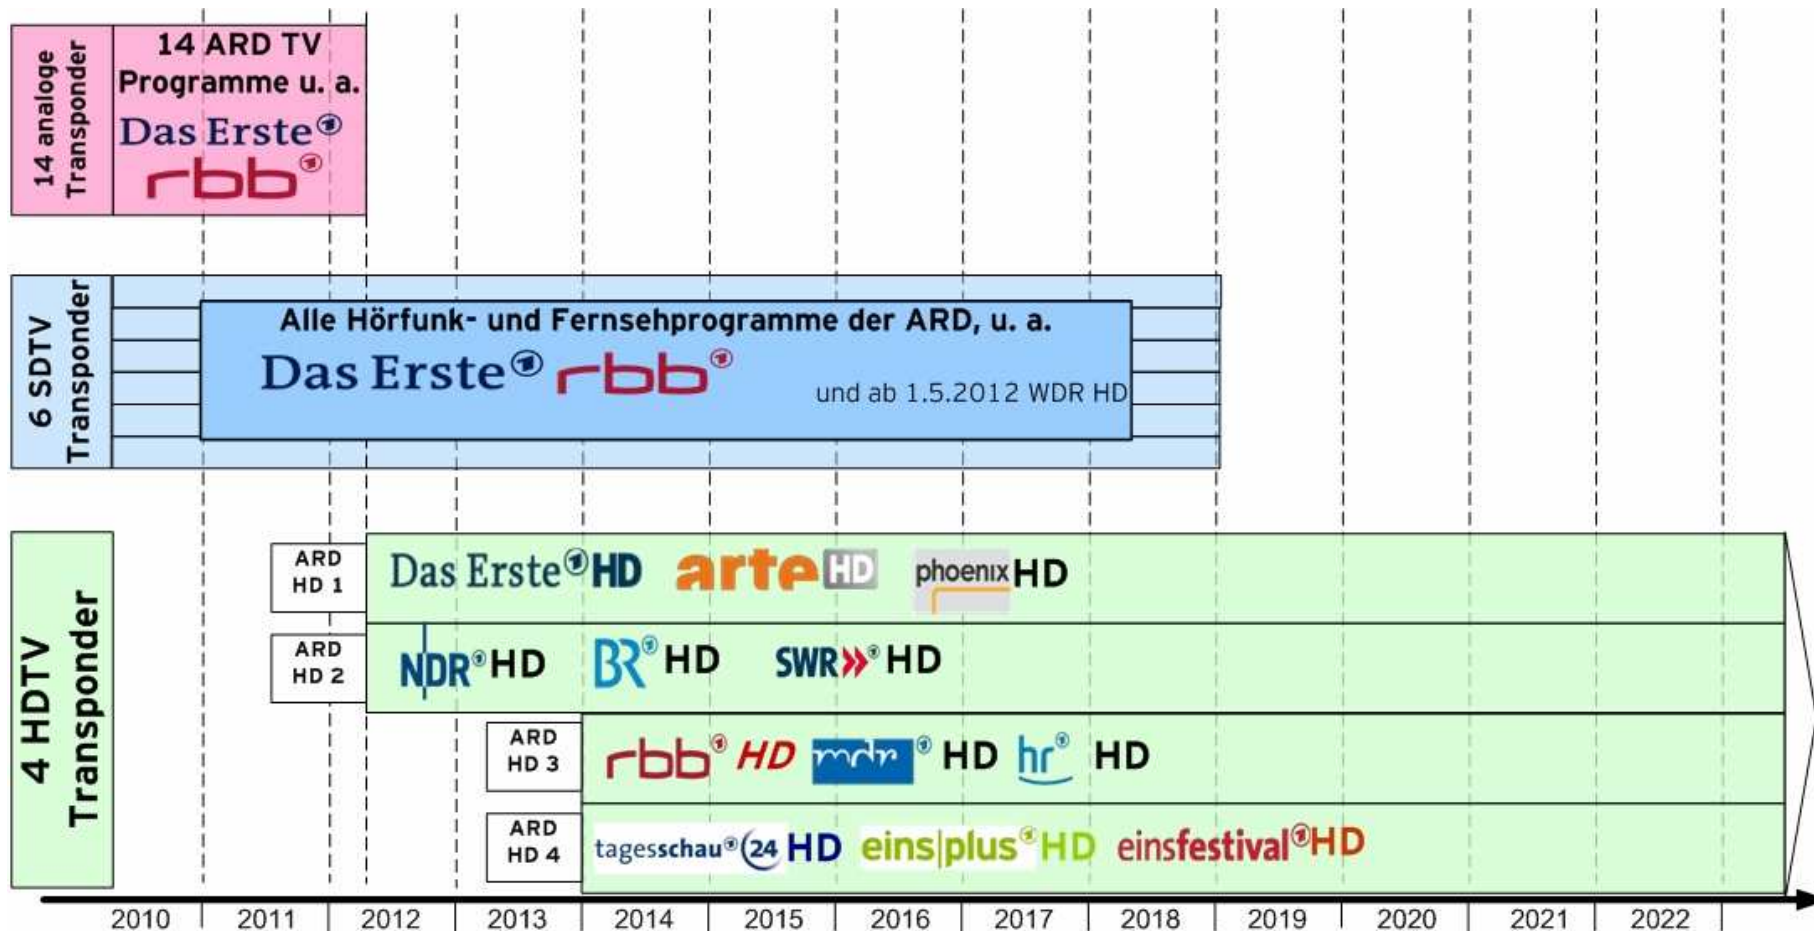 14 analoge
Transponder
14 ARD TV
Programme u. a.
Das Erste
rbb
6 SDTV
Transponder
Alle Hörfunk- und Fernsehprogramme der ARD, u. a.
Das Erste rbb
und ab 1.5.2012 WDR HD
4 HDTV
Transponder
ARD
HD 1
Das Erste HD arte HD phoenix HD
ARD
HD 2
NDR HD BR HD SWR HD
ARD
HD 3
rbb HD mdr HD hr HD
ARD
HD 4
tagesschau 24 HD eins|plus HD einsfestival HD
2010 2011 2012 2013 2014 2015 2016 2017 2018 2019 2020 2021 2022